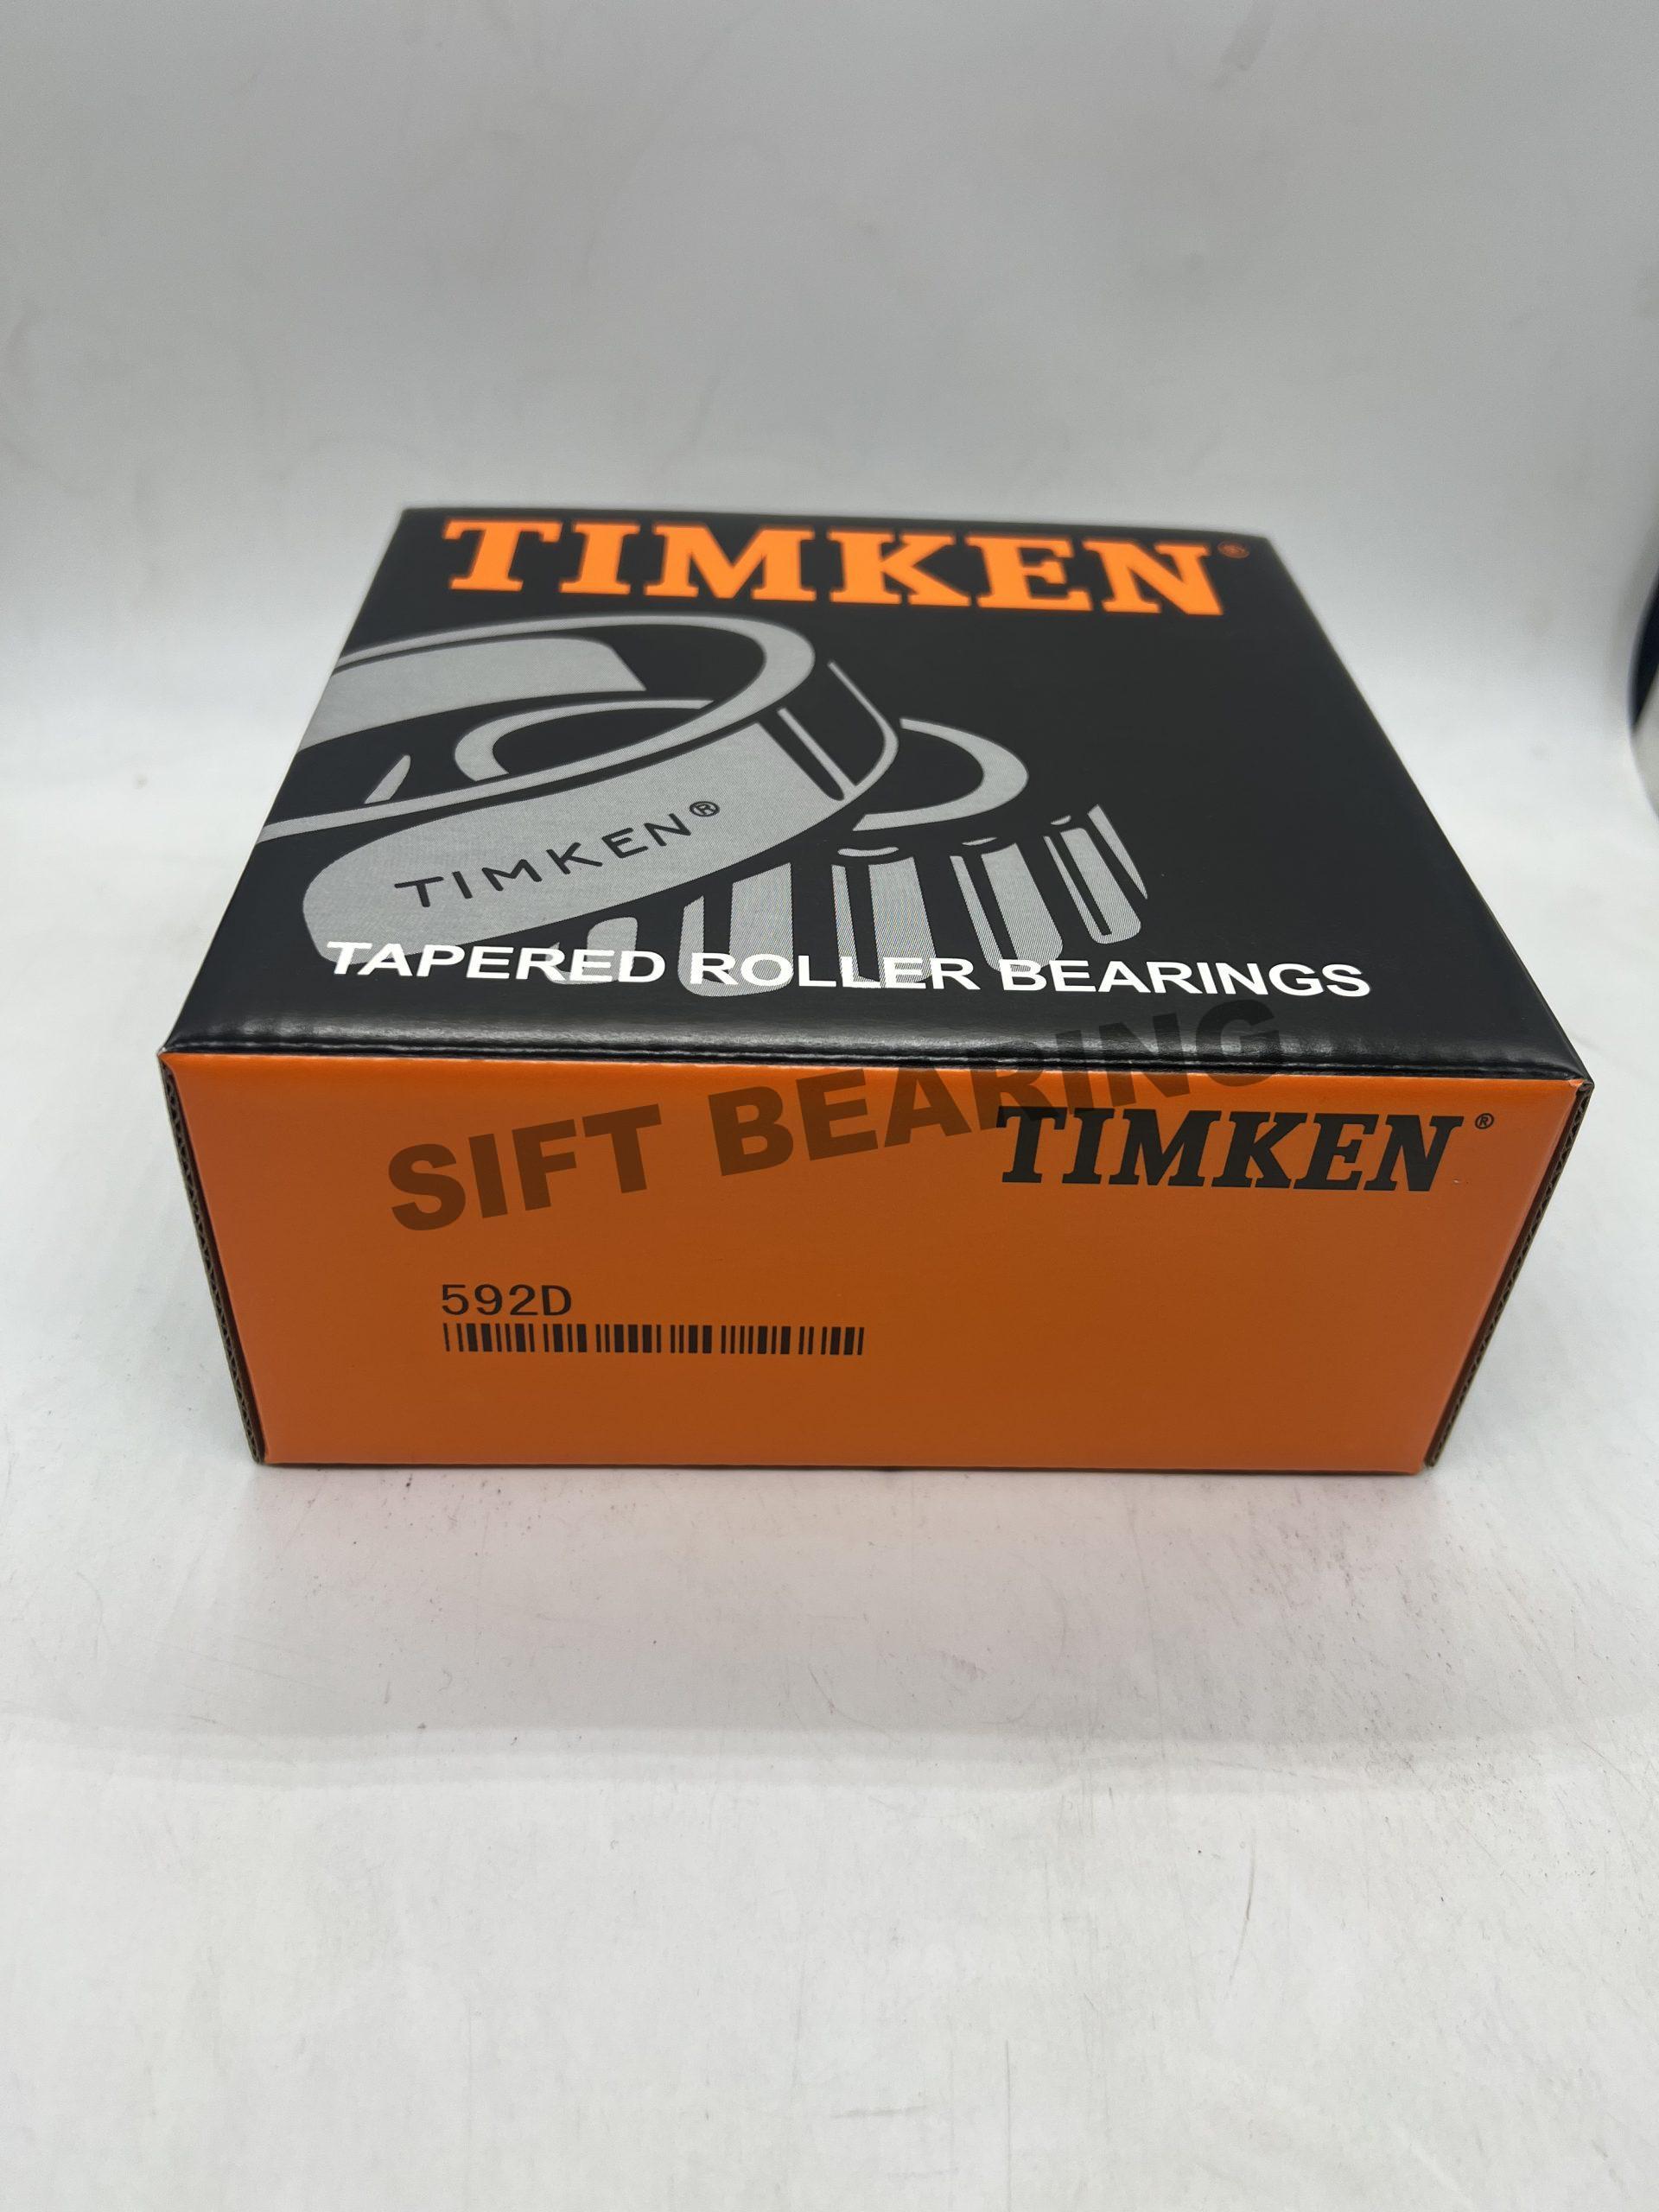 TIMKEN®
TIMKEN®
TAPERED ROLLER BEARINGS
SIFT BEARING
TIMKEN®
592D